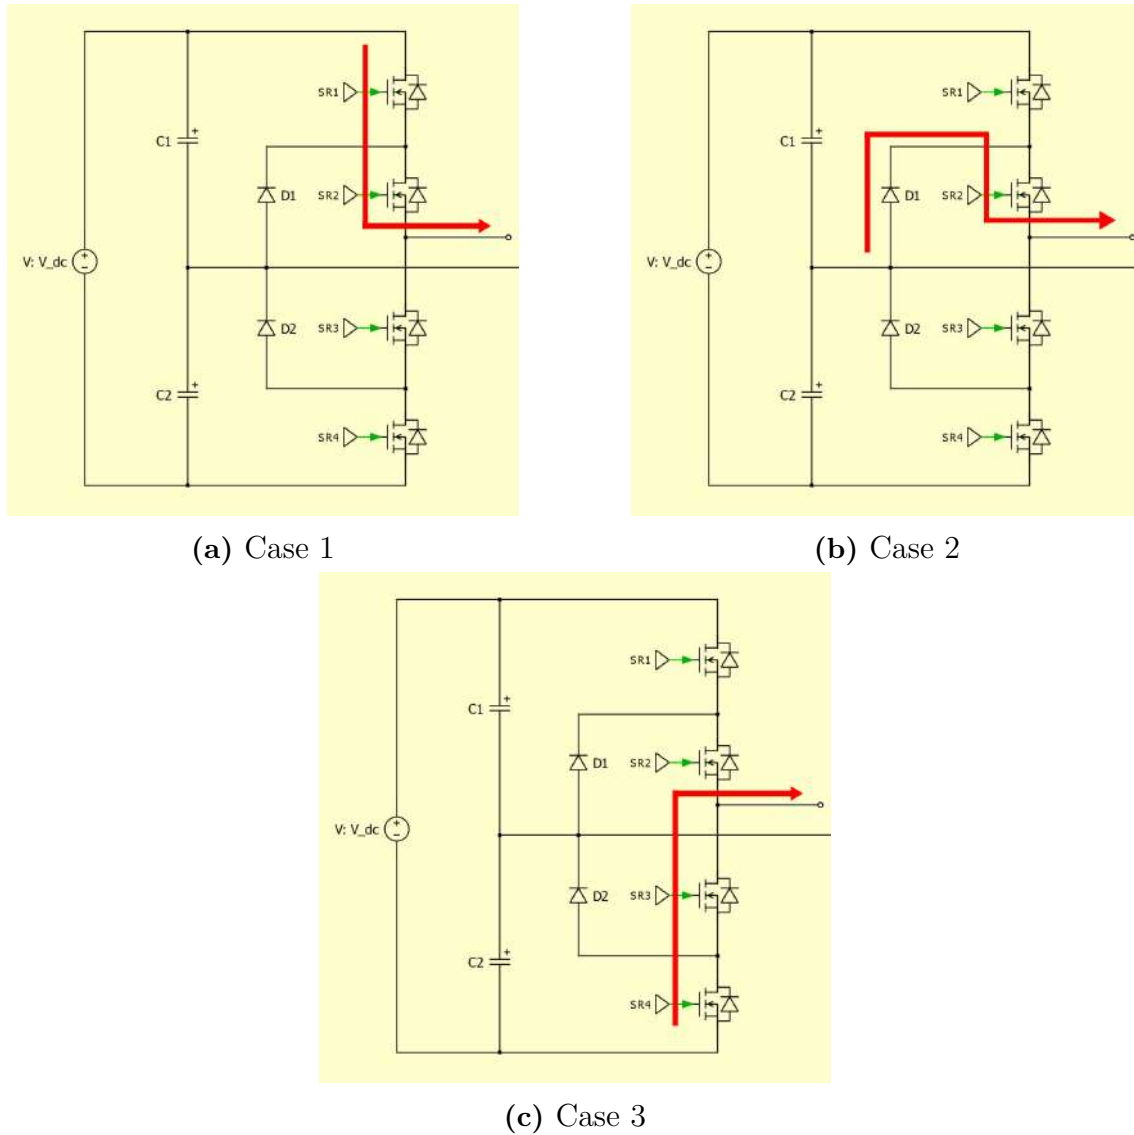 SR1
C1 +
D1 SR2
V: V_dc + −
D2 SR3
C2 +
SR4
(a) Case 1
SR1
C1 +
D1 SR2
V: V_dc + −
D2 SR3
C2 +
SR4
(b) Case 2
SR1
C1 +
D1 SR2
V: V_dc + −
D2 SR3
C2 +
SR4
(c) Case 3